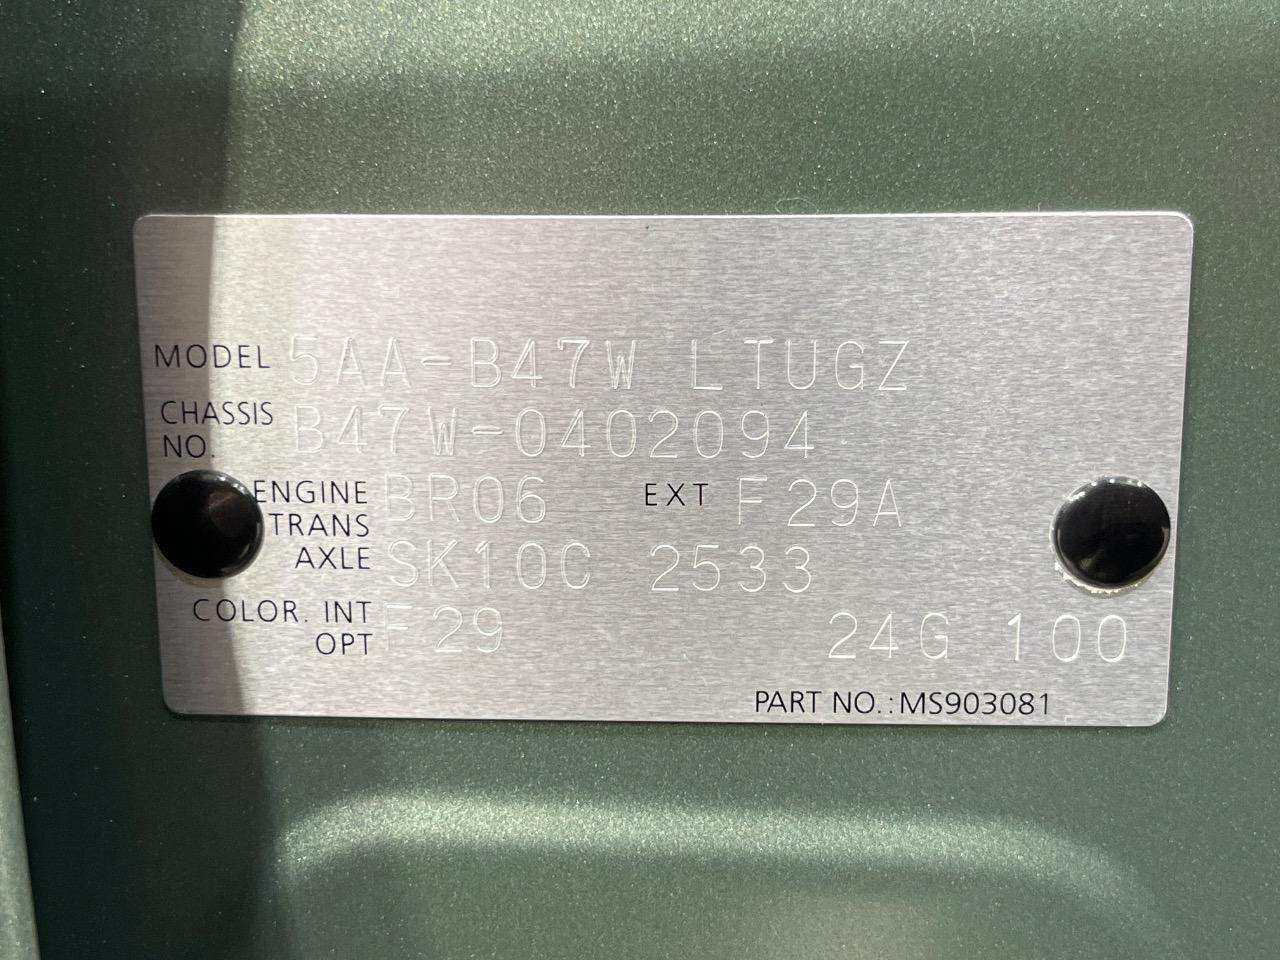 MODEL 5AA-B47W LTUGZ
CHASSIS
NO. B47W-0402094
ENGINE BR06 EXT F29A
TRANS
AXLE SK10C 2533
COLOR. INT F29
OPT 24G 100
PART NO.:MS903081